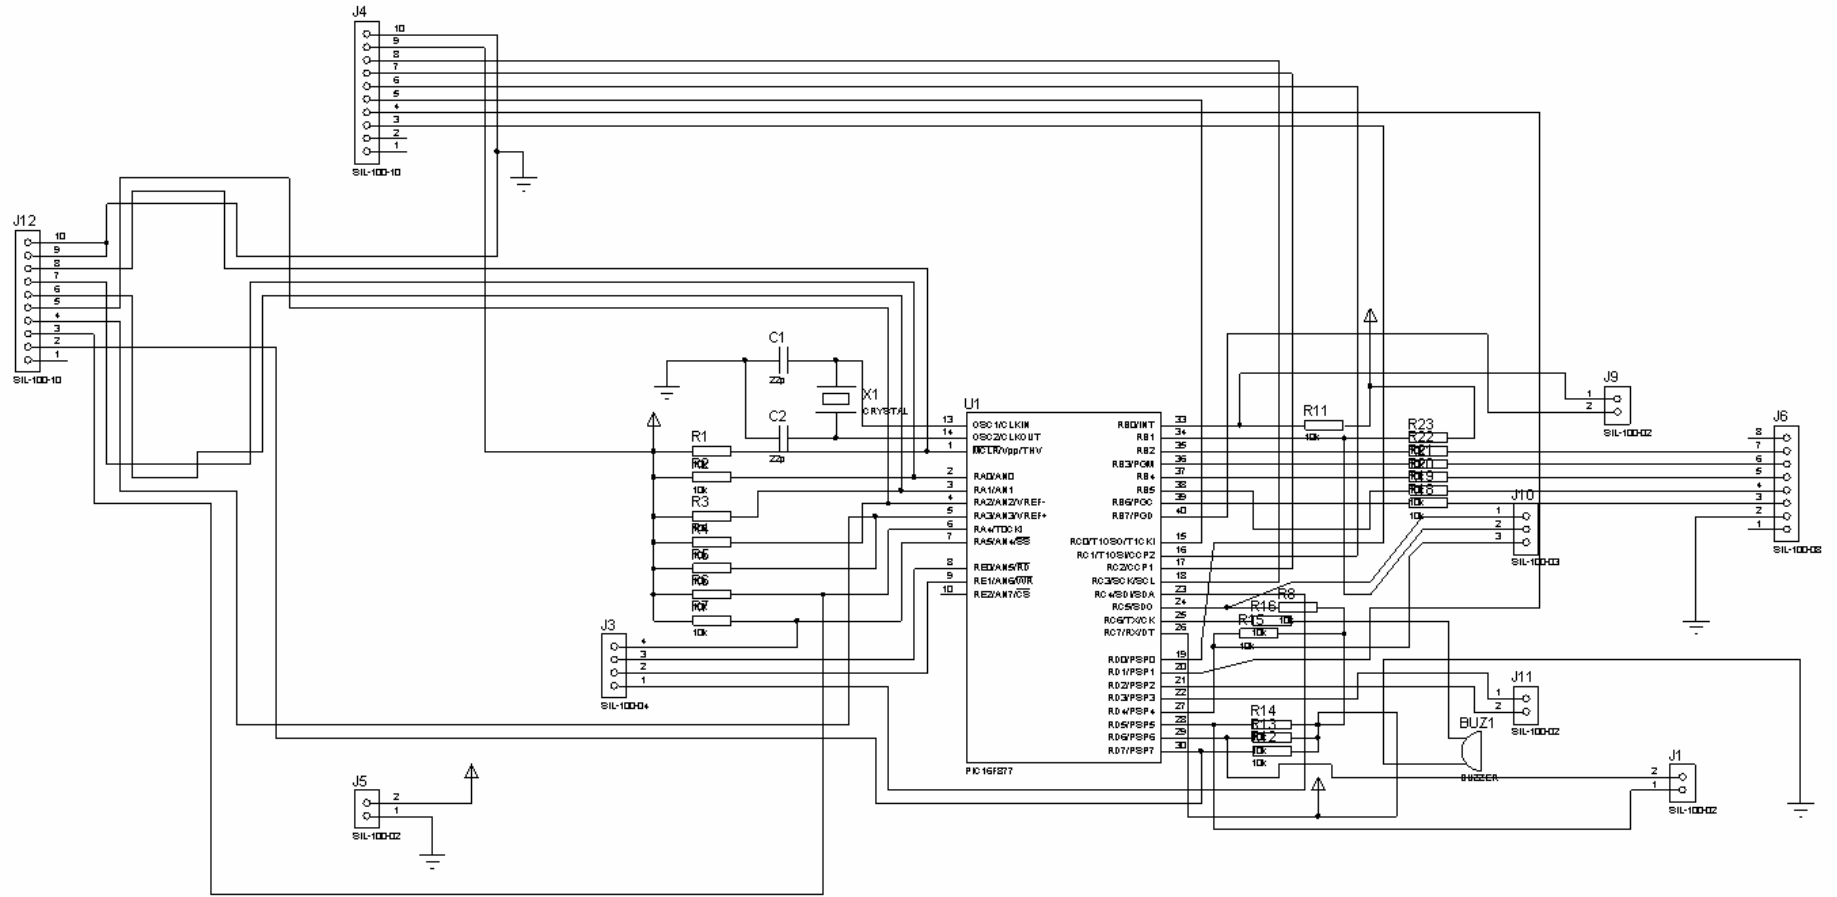 J4
10
9
8
7
6
5
4
3
2
1
SIL-100-10
J12
10
9
8
7
6
5
4
3
2
1
SIL-100-10
C1
22p
X1
CRYSTAL
C2
22p
R1
R3
10k
10k
R7
10k
J3
4
3
2
1
SIL-100-04
J5
2
1
SIL-100-02
U1
13 OSC1/CLKIN
14 OSC2/CLKOUT
1 MCLR/Vpp/THV
2 RA0/AN0
3 RA1/AN1
4 RA2/AN2/VREF-
5 RA3/AN3/VREF+
6 RA4/T0CKI
7 RA5/AN4/SS
8 RE0/AN5/RD
9 RE1/AN6/WR
10 RE2/AN7/CS
RB0/INT 33
RB1 34
RB2 35
RB3/PGM 36
RB4 37
RB5 38
RB6/PGC 39
RB7/PGD 40
RC0/T1OSO/T1CKI 15
RC1/T1OSI/CCP2 16
RC2/CCP1 17
RC3/SCK/SCL 18
RC4/SDI/SDA 23
RC5/SDO 24
RC6/TX/CK 25
RC7/RX/DT 26
RD0/PSP0 19
RD1/PSP1 20
RD2/PSP2 21
RD3/PSP3 22
RD4/PSP4 27
RD5/PSP5 28
RD6/PSP6 29
RD7/PSP7 30
PIC16F877
R11
10k
R23
R22
10k
R8
R16
10k
R15
10k
R14
R13
10k
J9
1
2
SIL-100-02
J6
8
7
6
5
4
3
2
1
SIL-100-08
J10
1
2
3
SIL-100-03
J11
1
2
SIL-100-02
BUZ1
BUZZER
J1
2
1
SIL-100-02